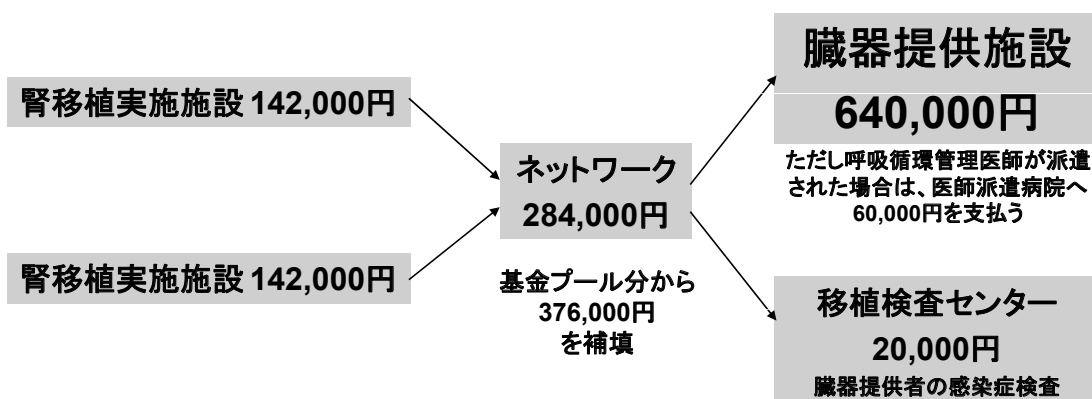 腎移植実施施設 142,000円
腎移植実施施設 142,000円
ネットワーク
284,000円
基金プール分から
376,000円
を補填
臓器提供施設
640,000円
ただし呼吸循環管理医師が派遣
された場合は、医師派遣病院へ
60,000円を支払う
移植検査センター
20,000円
臓器提供者の感染症検査